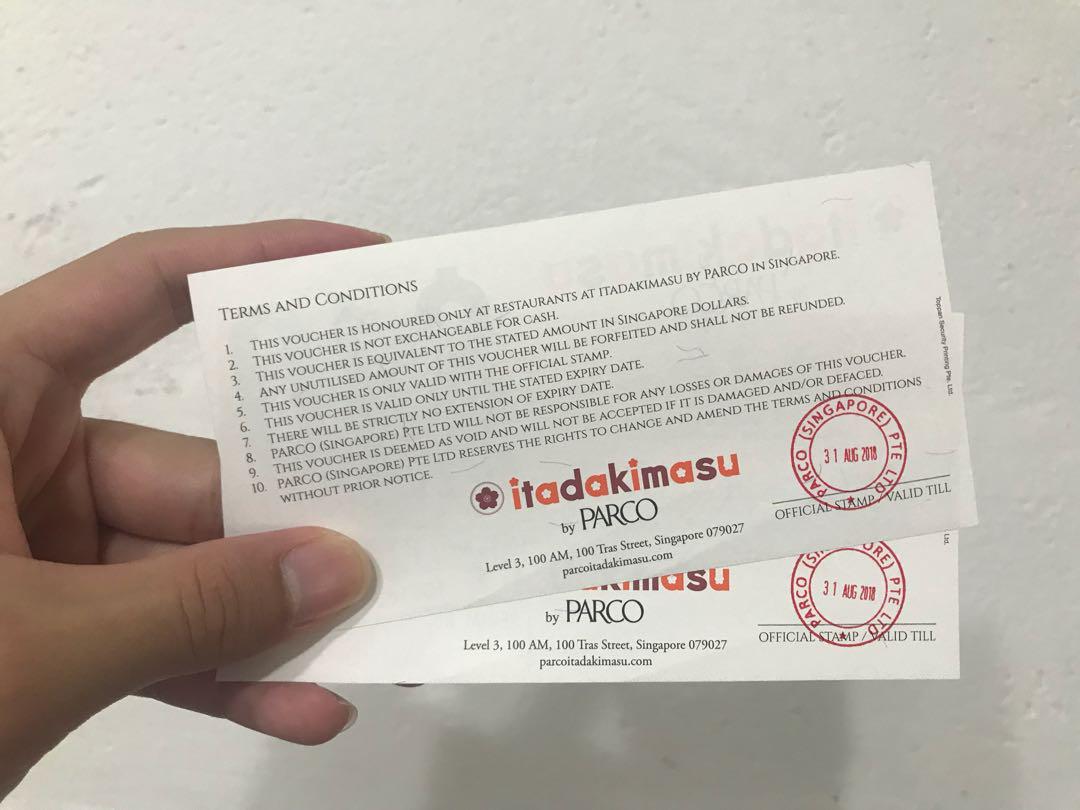 TERMS AND CONDITIONS
1. THIS VOUCHER IS HONOURED ONLY AT RESTAURANTS AT ITADAKIMASU BY PARCO IN SINGAPORE.
2. THIS VOUCHER IS NOT EXCHANGEABLE FOR CASH.
3. THIS VOUCHER IS EQUIVALENT TO THE STATED AMOUNT IN SINGAPORE DOLLARS.
4. ANY UNUTILISED AMOUNT OF THIS VOUCHER WILL BE FORFEITED AND SHALL NOT BE REFUNDED.
5. THIS VOUCHER IS ONLY VALID WITH THE OFFICIAL STAMP.
6. THIS VOUCHER IS VALID ONLY UNTIL THE STATED EXPIRY DATE.
7. THERE WILL BE STRICTLY NO EXTENSION OF EXPIRY DATE.
8. PARCO (SINGAPORE) PTE LTD WILL NOT BE RESPONSIBLE FOR ANY LOSSES OR DAMAGES OF THIS VOUCHER.
9. THIS VOUCHER IS DEEMED AS VOID AND WILL NOT BE ACCEPTED IF IT IS DAMAGED AND/OR DEFACED.
10. PARCO (SINGAPORE) PTE LTD RESERVES THE RIGHTS TO CHANGE AND AMEND THE TERMS AND CONDITIONS
WITHOUT PRIOR NOTICE.
itadakimasu
by PARCO
Level 3, 100 AM, 100 Tras Street, Singapore 079027
parcoitadakimasu.com
PARCO (SINGAPORE) PTE LTD
31 AUG 2018
OFFICIAL STAMP / VALID TILL
Toppan Security Printing Pte. Ltd.
by PARCO
Level 3, 100 AM, 100 Tras Street, Singapore 079027
parcoitadakimasu.com
PARCO PTE LTD
31 AUG 2018
OFFICIAL STAMP / VALID TILL
Ltd.